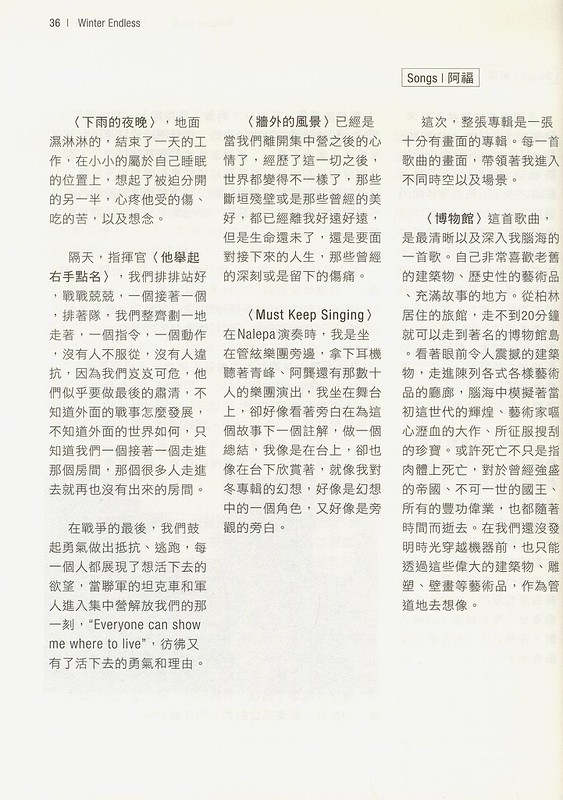 36 | Winter Endless
〈下雨的夜晚〉，地面
濕淋淋的，結束了一天的工
作，在小小的屬於自己睡眠
的位置上，想起了被迫分開
的另一半，心疼他受的傷、
吃的苦，以及想念。
隔天，指揮官〈他舉起
右手點名〉，我們排排站好
，戰戰兢兢，一個接著一個
，排著隊，我們整齊劃一地
走著，一個指令，一個動作
，沒有人不服從，沒有人違
抗，因為我們岌岌可危，他
們似乎要做最後的肅清，不
知道外面的戰事怎麼發展，
不知道外面的世界如何，只
知道我們一個接著一個走進
那個房間，那個很多人走進
去就再也沒有出來的房間。
在戰爭的最後，我們鼓
起勇氣做出抵抗、逃跑，每
一個人都展現了想活下去的
欲望，當聯軍的坦克車和軍
人進入集中營解放我們的那
一刻，“Everyone can show
me where to live”，彷彿又
有了活下去的勇氣和理由。
〈牆外的風景〉已經是
當我們離開集中營之後的心
情了，經歷了這一切之後，
世界都變得不一樣了，那些
斷垣殘壁或是那些曾經的美
好，都已經離我好遠好遠，
但是生命還未了，還是要面
對接下來的人生，那些曾經
的深刻或是留下的傷痛。
〈Must Keep Singing〉
在Nalepa演奏時，我是坐
在管絃樂團旁邊，拿下耳機
聽著青峰、阿龔還有那數十
人的樂團演出，我坐在舞台
上，卻好像看著旁白在為這
個故事下一個註解，做一個
總結，我像是在台上，卻也
像在台下欣賞著，就像我對
冬專輯的幻想，好像是幻想
中的一個角色，又好像是旁
觀的旁白。
Songs | 阿福
這次，整張專輯是一張
十分有畫面的專輯。每一首
歌曲的畫面，帶領著我進入
不同時空以及場景。
〈博物館〉這首歌曲，
是最清晰以及深入我腦海的
一首歌。自己非常喜歡老舊
的建築物、歷史性的藝術品
、充滿故事的地方。從柏林
居住的旅館，走不到20分鐘
就可以走到著名的博物館島
。看著眼前令人震撼的建築
物，走進陳列各式各樣藝術
品的廳廊，腦海中模擬著當
初這世代的輝煌、藝術家嘔
心瀝血的大作、所征服搜刮
的珍寶。或許死亡不只是指
肉體上死亡，對於曾經強盛
的帝國、不可一世的國王、
所有的豐功偉業，也都隨著
時間而逝去。在我們還沒發
明時光穿越機器前，也只能
透過這些偉大的建築物、雕
塑、壁畫等藝術品，作為管
道地去想像。